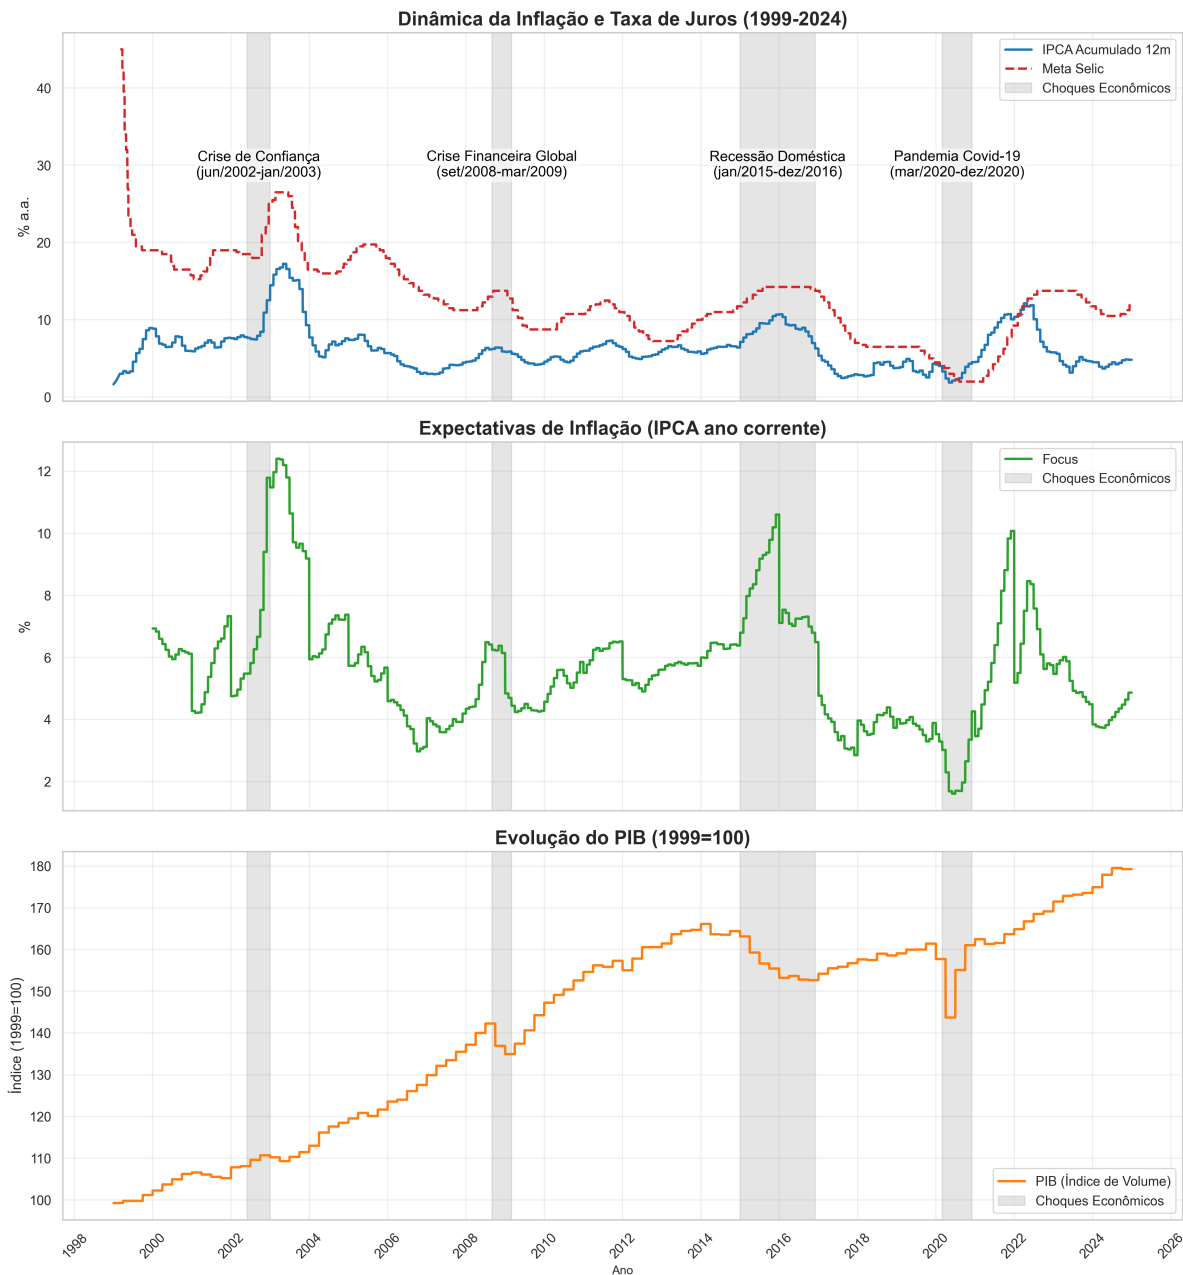 Dinâmica da Inflação e Taxa de Juros (1999-2024)
IPCA Acumulado 12m
Meta Selic
Choques Econômicos
40
30
20
10
0
% a.a.
Crise de Confiança
(jun/2002-jan/2003)
Crise Financeira Global
(set/2008-mar/2009)
Recessão Doméstica
(jan/2015-dez/2016)
Pandemia Covid-19
(mar/2020-dez/2020)
Expectativas de Inflação (IPCA ano corrente)
Focus
Choques Econômicos
12
10
8
6
4
2
%
Evolução do PIB (1999=100)
180
170
160
150
140
130
120
110
100
Índice (1999=100)
PIB (Índice de Volume)
Choques Econômicos
1998
2000
2002
2004
2006
2008
2010
2012
2014
2016
2018
2020
2022
2024
2026
Ano